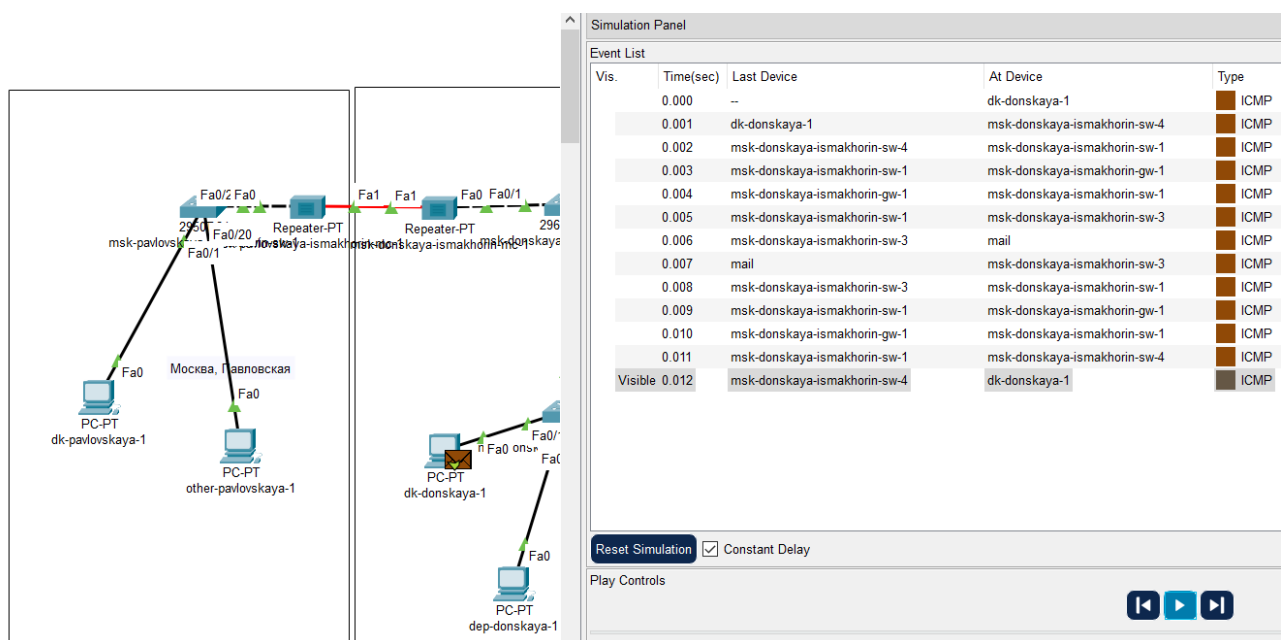 Simulation Panel
Event List
Vis. Time(sec) Last Device At Device Type
0.000 -- dk-donskaya-1 ICMP
0.001 dk-donskaya-1 msk-donskaya-ismakhorin-sw-4 ICMP
0.002 msk-donskaya-ismakhorin-sw-4 msk-donskaya-ismakhorin-sw-1 ICMP
0.003 msk-donskaya-ismakhorin-sw-1 msk-donskaya-ismakhorin-gw-1 ICMP
0.004 msk-donskaya-ismakhorin-gw-1 msk-donskaya-ismakhorin-sw-1 ICMP
0.005 msk-donskaya-ismakhorin-sw-1 msk-donskaya-ismakhorin-sw-3 ICMP
0.006 msk-donskaya-ismakhorin-sw-3 mail ICMP
0.007 mail msk-donskaya-ismakhorin-sw-3 ICMP
0.008 msk-donskaya-ismakhorin-sw-3 msk-donskaya-ismakhorin-sw-1 ICMP
0.009 msk-donskaya-ismakhorin-sw-1 msk-donskaya-ismakhorin-gw-1 ICMP
0.010 msk-donskaya-ismakhorin-gw-1 msk-donskaya-ismakhorin-sw-1 ICMP
0.011 msk-donskaya-ismakhorin-sw-1 msk-donskaya-ismakhorin-sw-4 ICMP
Visible 0.012 msk-donskaya-ismakhorin-sw-4 dk-donskaya-1 ICMP
Reset Simulation Constant Delay
Play Controls
Fa0 Fa1 Fa1 Fa0 Fa0/1
Repeater-PT Repeater-PT
Fa0/20
Fa0/1
Москва, Павловская
Fa0
Fa0
PC-PT
dk-pavlovskaya-1
PC-PT
other-pavlovskaya-1
Fa0
PC-PT
dk-donskaya-1
Fa0
PC-PT
dep-donskaya-1